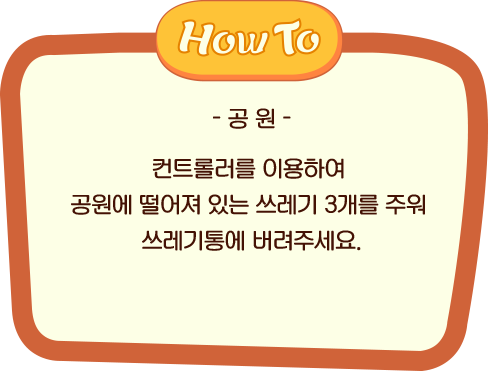 How To
- 공 원 -
컨트롤러를 이용하여
공원에 떨어져 있는 쓰레기 3개를 주워
쓰레기통에 버려주세요.